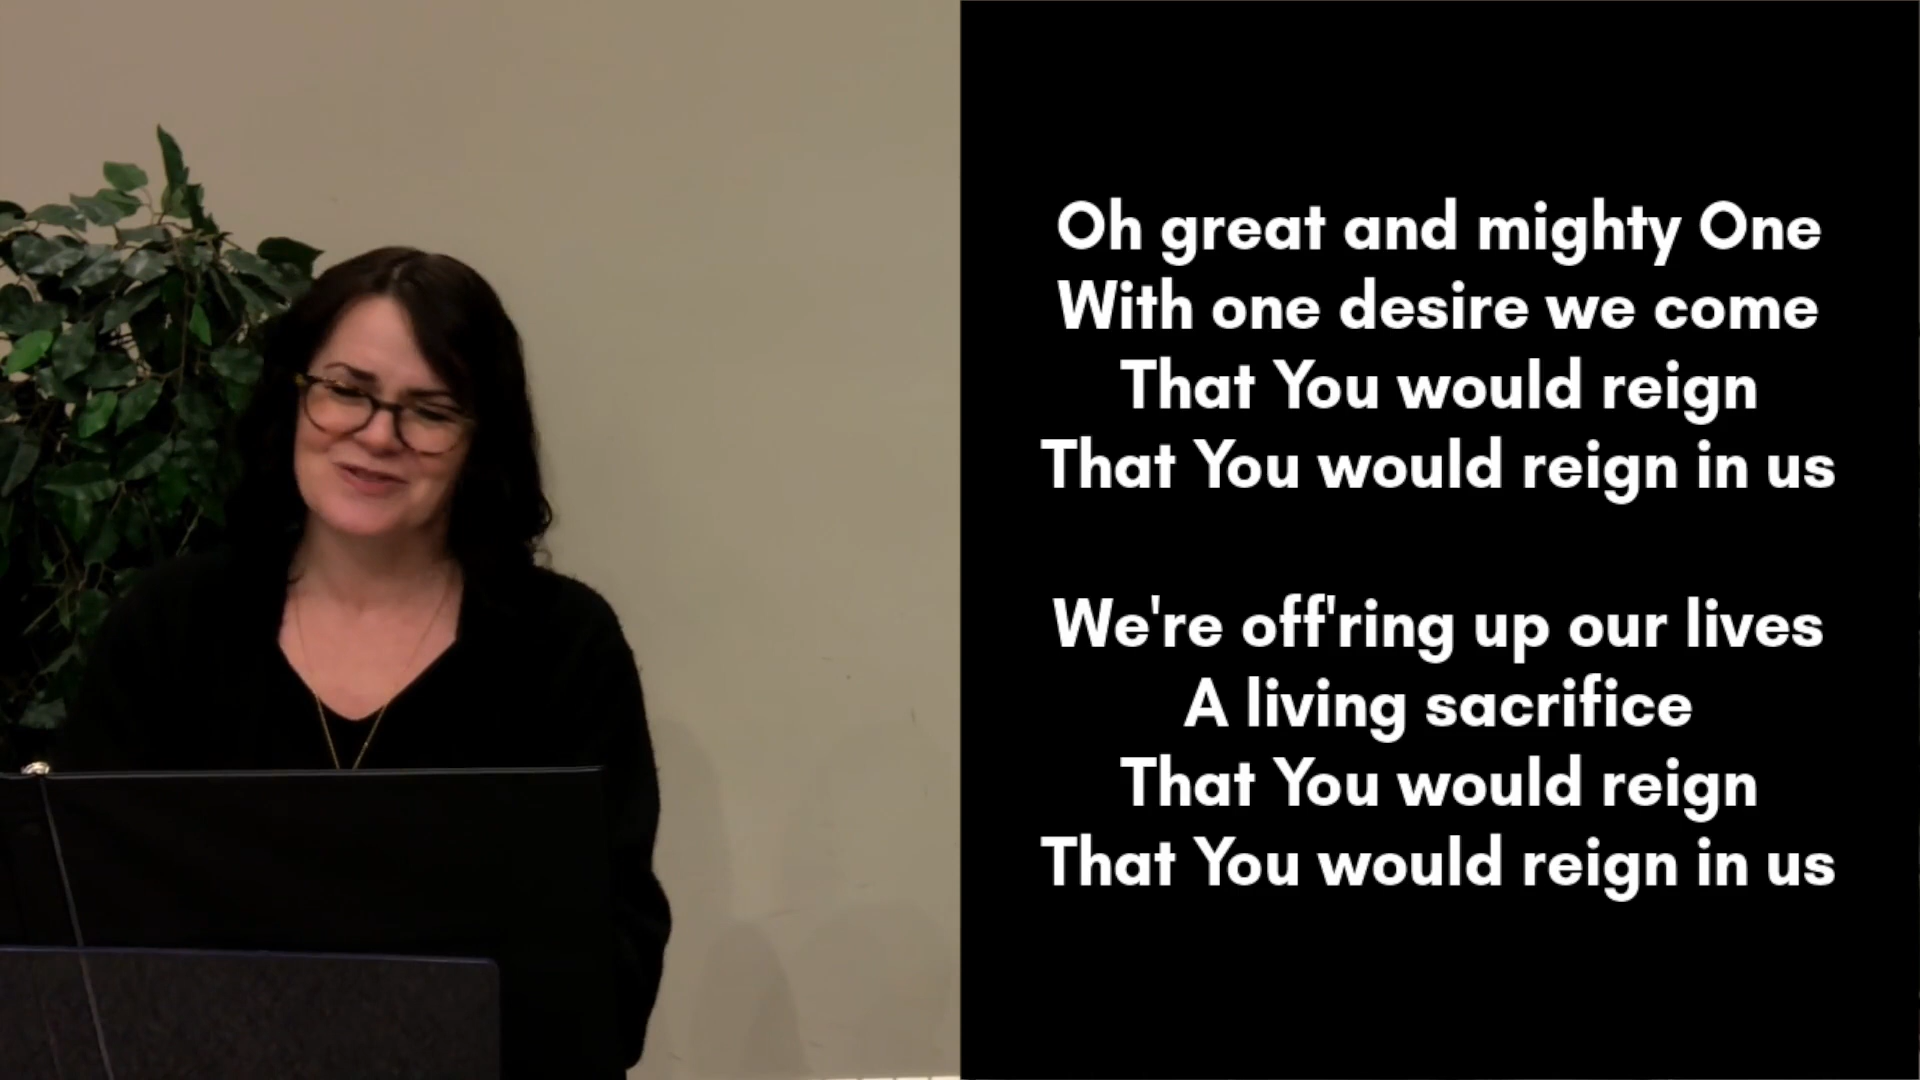 Oh great and mighty One
With one desire we come
That You would reign
That You would reign in us
We're off'ring up our lives
A living sacrifice
That You would reign
That You would reign in us